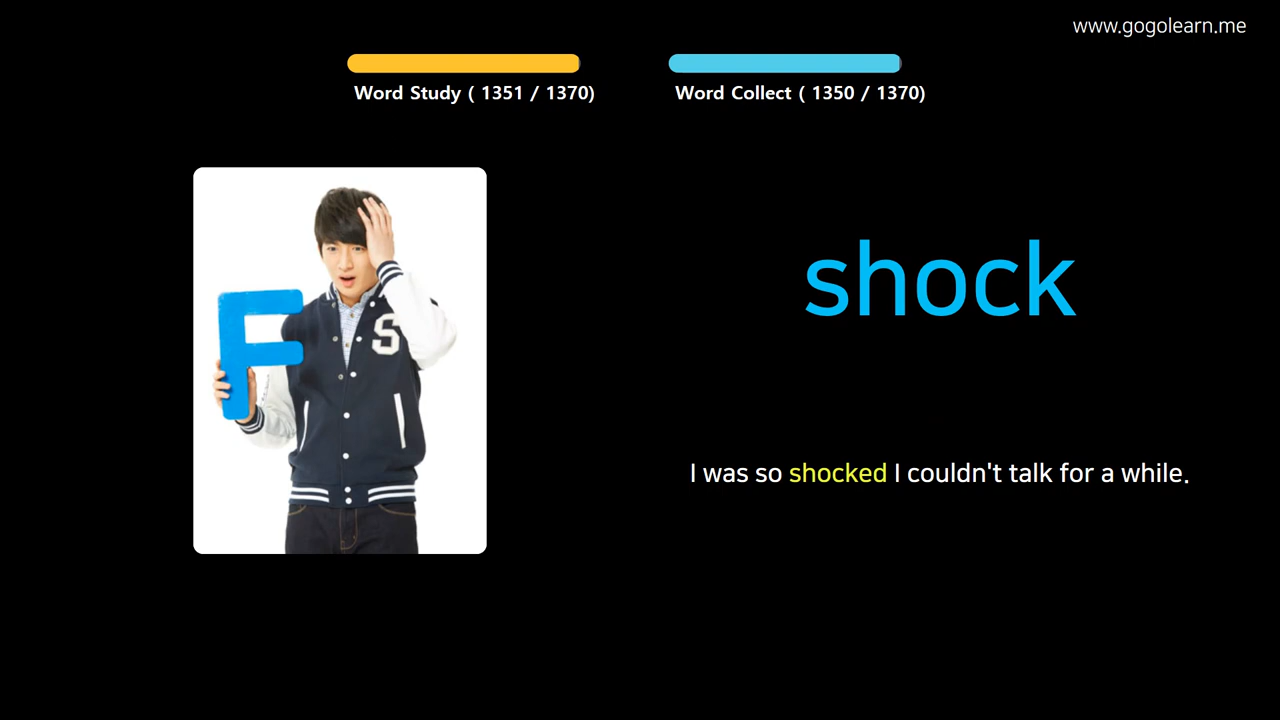 www.gogolearn.me
Word Study ( 1351 / 1370)
Word Collect ( 1350 / 1370)
F
S
shock
I was so shocked I couldn't talk for a while.